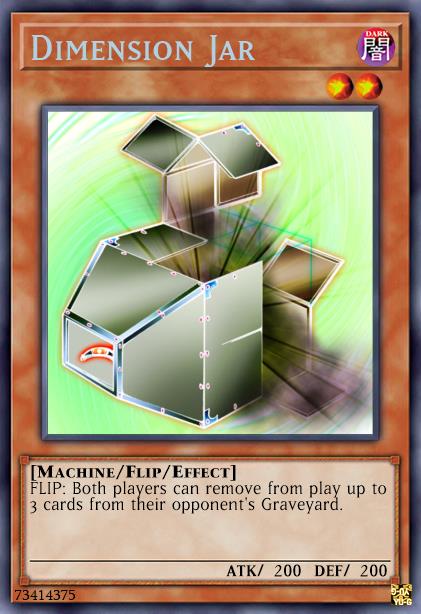 DIMENSION JAR
DARK
闇
[MACHINE/FLIP/EFFECT]
FLIP: Both players can remove from play up to
3 cards from their opponent's Graveyard.
ATK/ 200 DEF/ 200
73414375